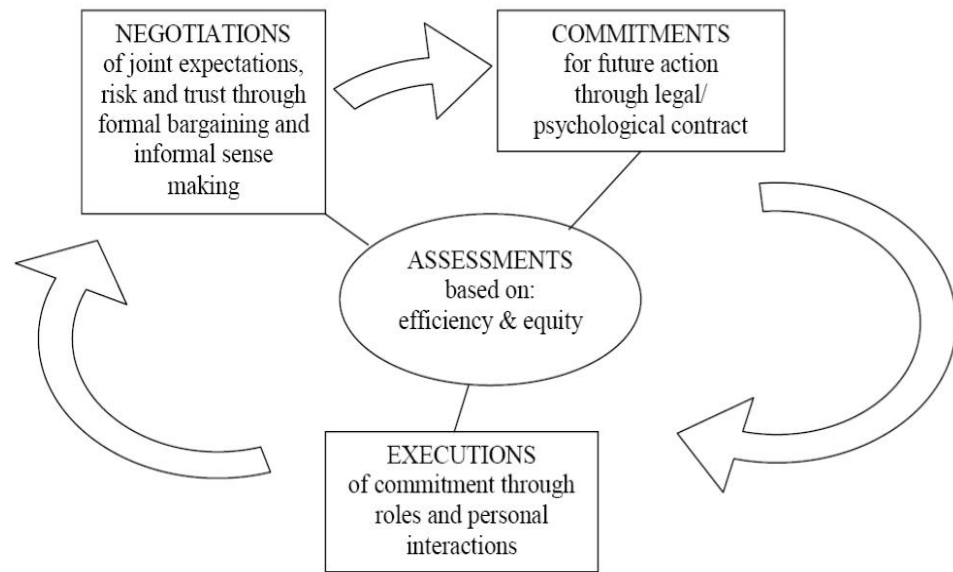 NEGOTIATIONS
of joint expectations,
risk and trust through
formal bargaining and
informal sense
making
COMMITMENTS
for future action
through legal/
psychological contract
ASSESSMENTS
based on:
efficiency & equity
EXECUTIONS
of commitment through
roles and personal
interactions